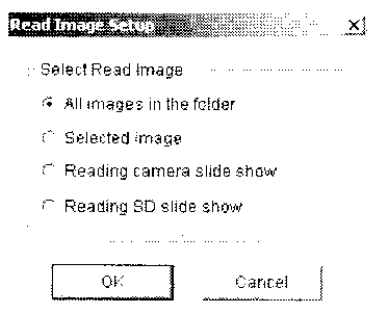 Read Image Setup
Select Read Image
All images in the folder
Selected image
Reading camera slide show
Reading SD slide show
OK
Cancel